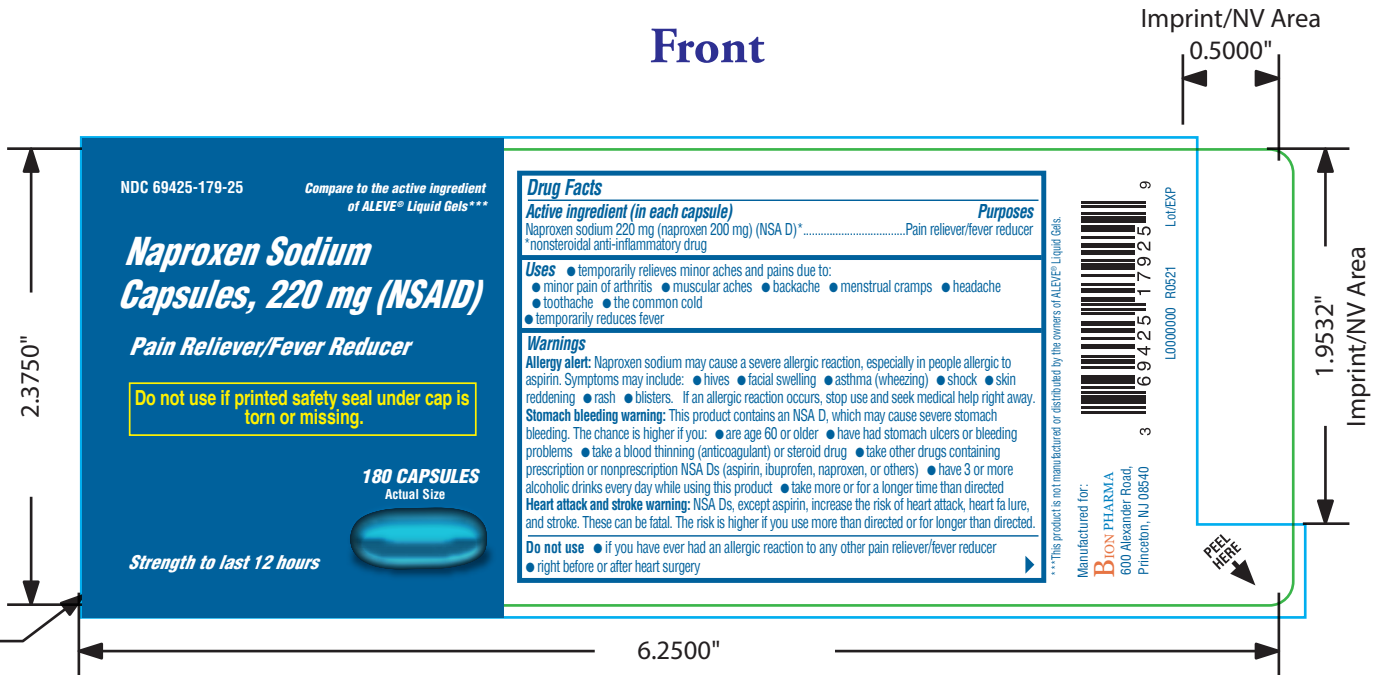 Front
Imprint/NV Area
0.5000"
2.3750"
NDC 69425-179-25
Compare to the active ingredient
of ALEVE® Liquid Gels***
Naproxen Sodium
Capsules, 220 mg (NSAID)
Pain Reliever/Fever Reducer
Do not use if printed safety seal under cap is
torn or missing.
180 CAPSULES
Actual Size
Strength to last 12 hours
Drug Facts
Active ingredient (in each capsule) Purposes
Naproxen sodium 220 mg (naproxen 200 mg) (NSA D)*..................................Pain reliever/fever reducer
*nonsteroidal anti-inflammatory drug
Uses ● temporarily relieves minor aches and pains due to:
● minor pain of arthritis ● muscular aches ● backache ● menstrual cramps ● headache
● toothache ● the common cold
● temporarily reduces fever
Warnings
Allergy alert: Naproxen sodium may cause a severe allergic reaction, especially in people allergic to
aspirin. Symptoms may include: ● hives ● facial swelling ● asthma (wheezing) ● shock ● skin
reddening ● rash ● blisters. If an allergic reaction occurs, stop use and seek medical help right away.
Stomach bleeding warning: This product contains an NSA D, which may cause severe stomach
bleeding. The chance is higher if you: ● are age 60 or older ● have had stomach ulcers or bleeding
problems ● take a blood thinning (anticoagulant) or steroid drug ● take other drugs containing
prescription or nonprescription NSA Ds (aspirin, ibuprofen, naproxen, or others) ● have 3 or more
alcoholic drinks every day while using this product ● take more or for a longer time than directed
Heart attack and stroke warning: NSA Ds, except aspirin, increase the risk of heart attack, heart fa lure,
and stroke. These can be fatal. The risk is higher if you use more than directed or for longer than directed.
Do not use ● if you have ever had an allergic reaction to any other pain reliever/fever reducer
● right before or after heart surgery
***This product is not manufactured or distributed by the owners of ALEVE® Liquid Gels.
Manufactured for:
BION PHARMA
600 Alexander Road,
Princeton, NJ 08540
3 69425 17925 9
L0000000 R0521 Lot/EXP
PEEL
HERE
1.9532"
Imprint/NV Area
6.2500"